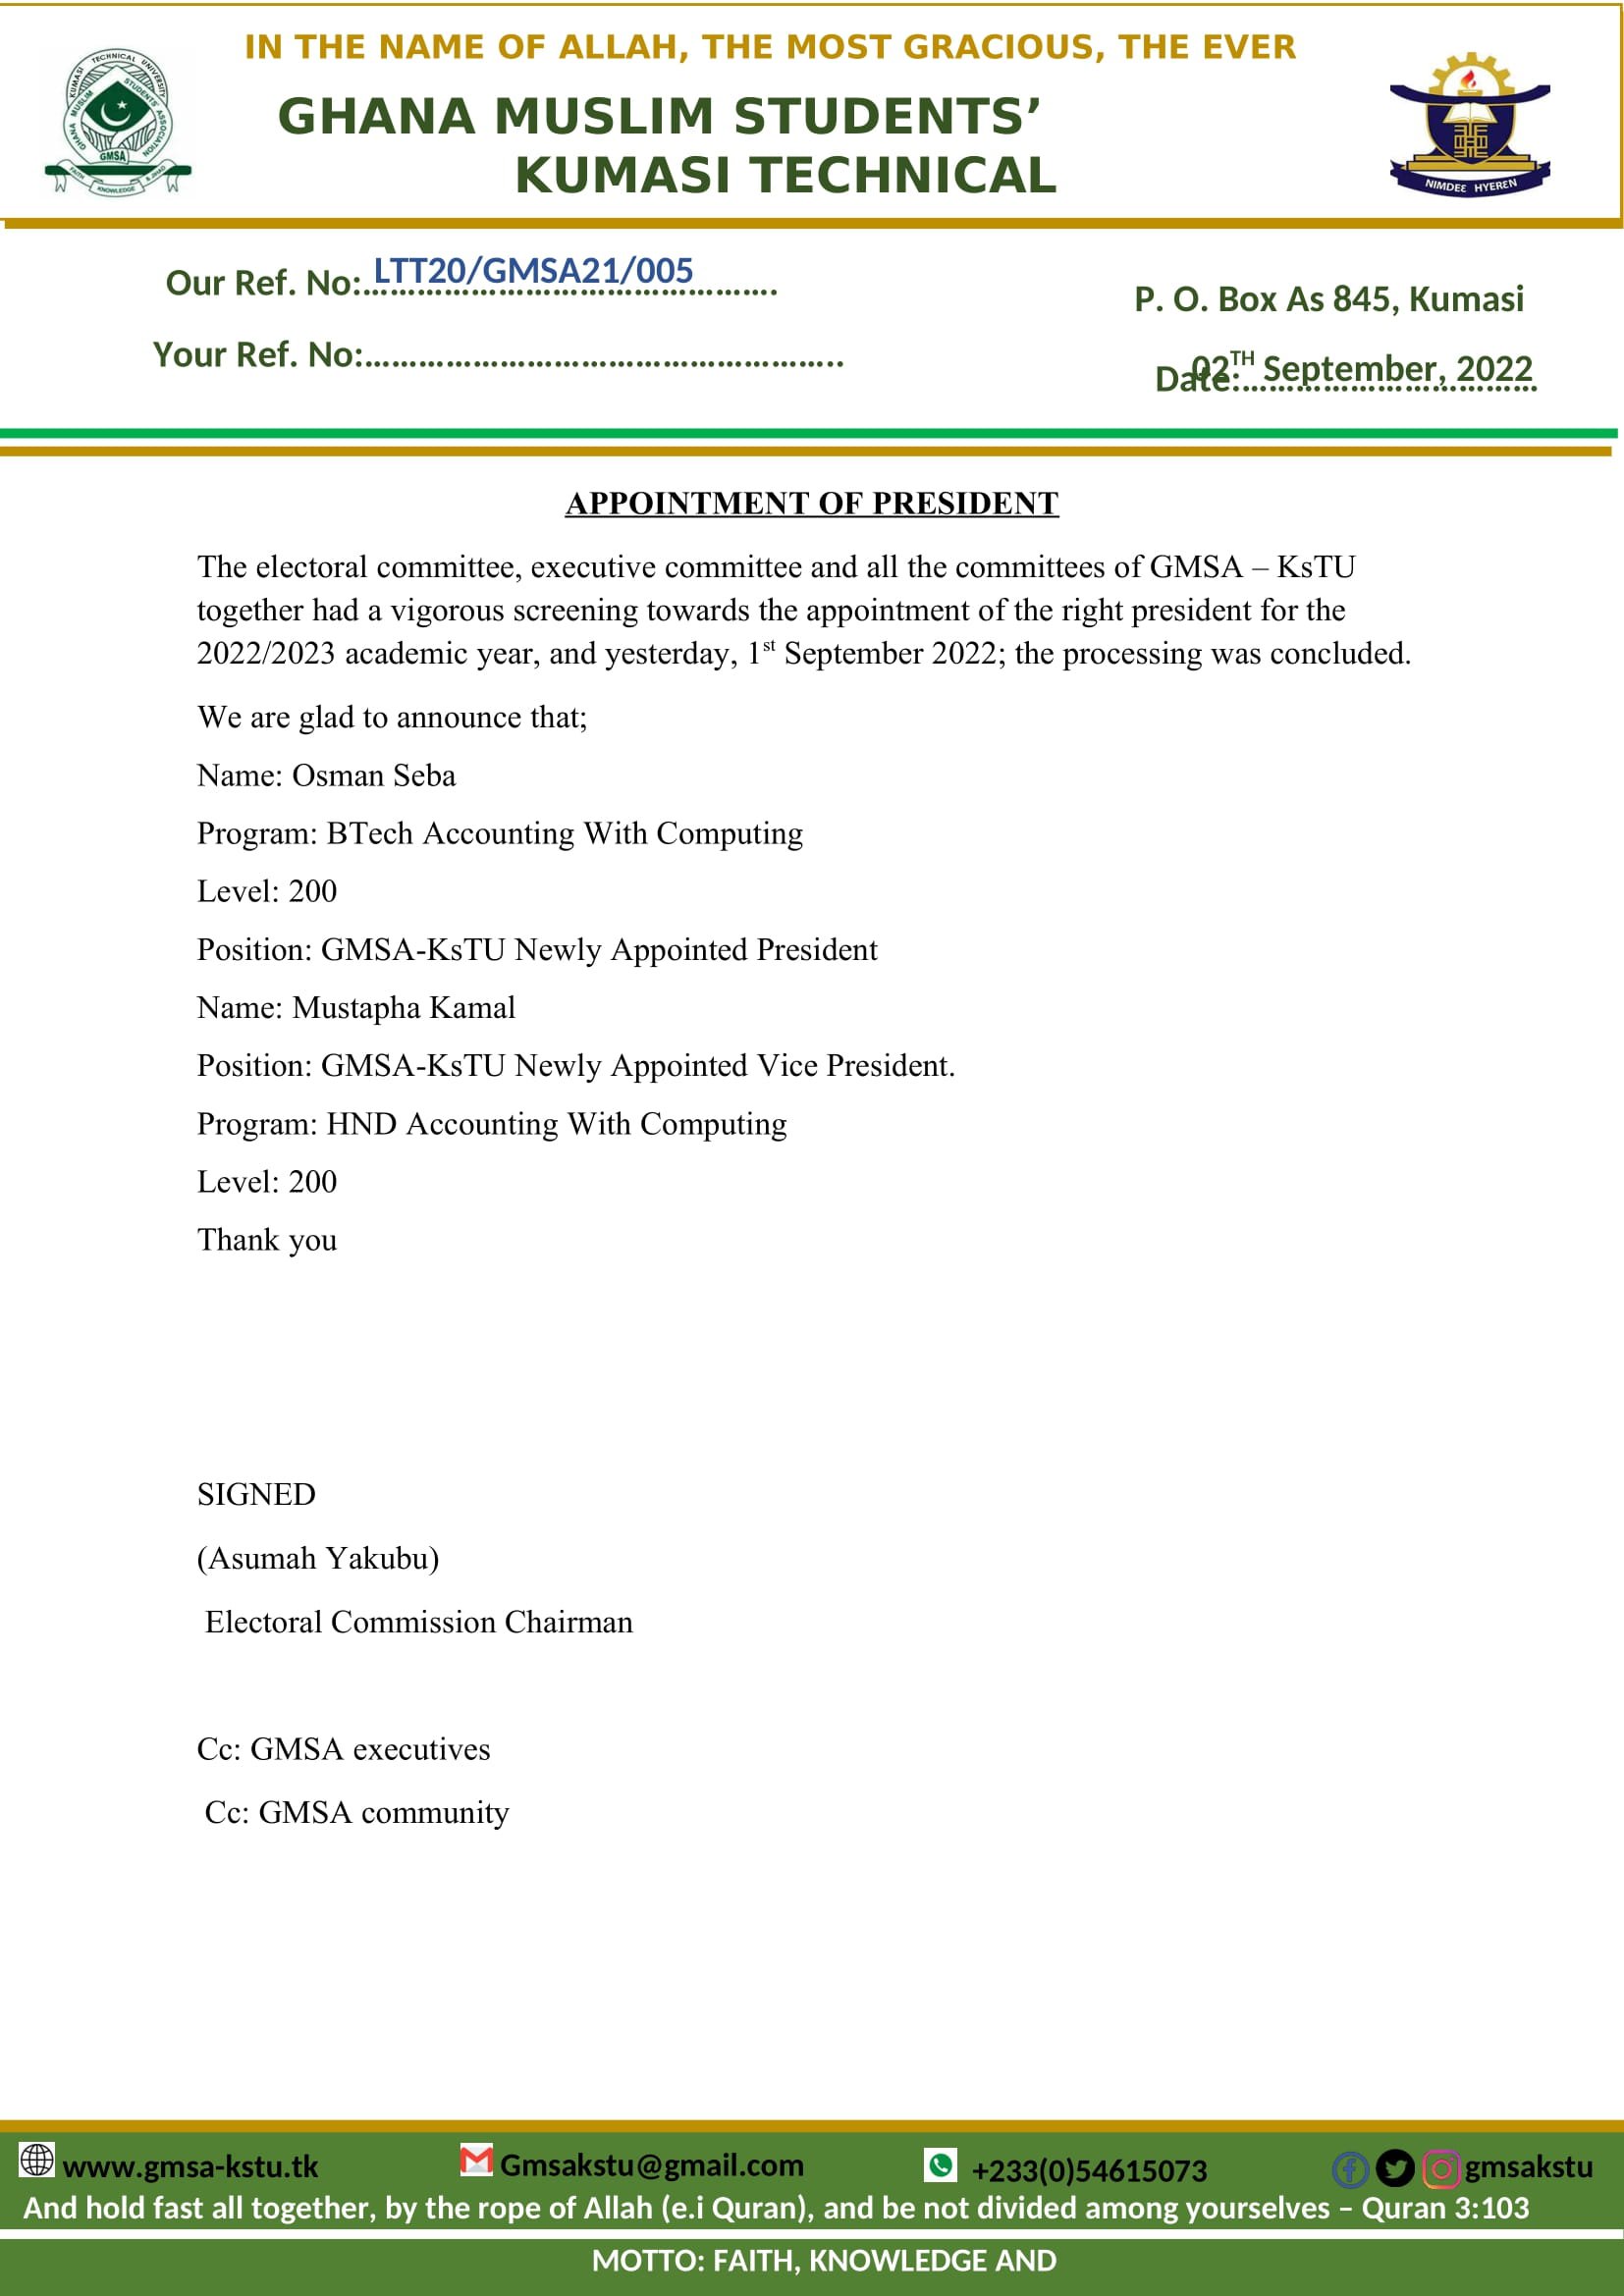 IN THE NAME OF ALLAH, THE MOST GRACIOUS, THE EVER
GHANA MUSLIM STUDENTS’
KUMASI TECHNICAL
KUMASI TECHNICAL UNIVERSITY
GHANA MUSLIM STUDENTS' ASSOCIATION
GMSA
FAITH KNOWLEDGE & JIHAD
NIMDEE HYEREN
Our Ref. No:…………………………………………
LTT20/GMSA21/005
P. O. Box As 845, Kumasi
Your Ref. No:……………………………………………..
Date:……………………………
02TH September, 2022
APPOINTMENT OF PRESIDENT
The electoral committee, executive committee and all the committees of GMSA – KsTU
together had a vigorous screening towards the appointment of the right president for the
2022/2023 academic year, and yesterday, 1st September 2022; the processing was concluded.
We are glad to announce that;
Name: Osman Seba
Program: BTech Accounting With Computing
Level: 200
Position: GMSA-KsTU Newly Appointed President
Name: Mustapha Kamal
Position: GMSA-KsTU Newly Appointed Vice President.
Program: HND Accounting With Computing
Level: 200
Thank you
SIGNED
(Asumah Yakubu)
Electoral Commission Chairman
Cc: GMSA executives
Cc: GMSA community
www.gmsa-kstu.tk Gmsakstu@gmail.com +233(0)54615073 gmsakstu
And hold fast all together, by the rope of Allah (e.i Quran), and be not divided among yourselves – Quran 3:103
MOTTO: FAITH, KNOWLEDGE AND